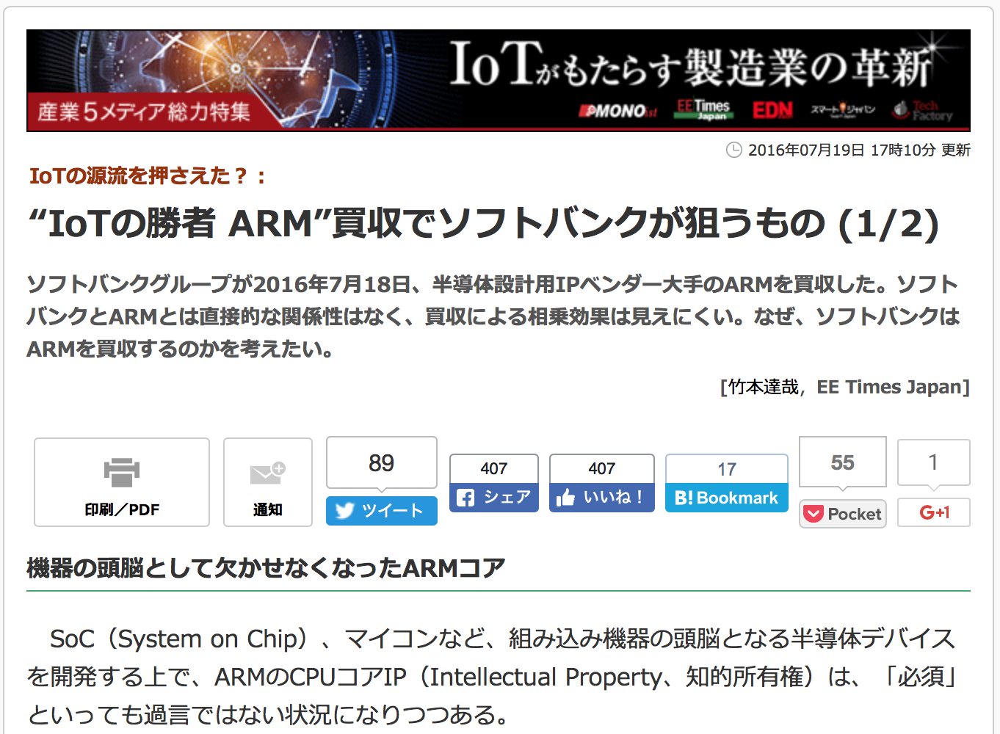 IoTがもたらす製造業の革新
産業5メディア総力特集
MONOist
EE Times Japan
EDN
スマートジャパン
Tech Factory
2016年07月19日 17時10分 更新
IoTの源流を押さえた？：
“IoTの勝者 ARM”買収でソフトバンクが狙うもの (1/2)
ソフトバンクグループが2016年7月18日、半導体設計用IPベンダー大手のARMを買収した。ソフト
バンクとARMとは直接的な関係性はなく、買収による相乗効果は見えにくい。なぜ、ソフトバンクは
ARMを買収するのかを考えたい。
[竹本達哉，EE Times Japan]
印刷／PDF
通知
89
ツイート
407
シェア
407
いいね！
17
B!Bookmark
55
Pocket
1
G+1
機器の頭脳として欠かせなくなったARMコア
SoC（System on Chip）、マイコンなど、組み込み機器の頭脳となる半導体デバイス
を開発する上で、ARMのCPUコアIP（Intellectual Property、知的所有権）は、「必須」
といっても過言ではない状況になりつつある。